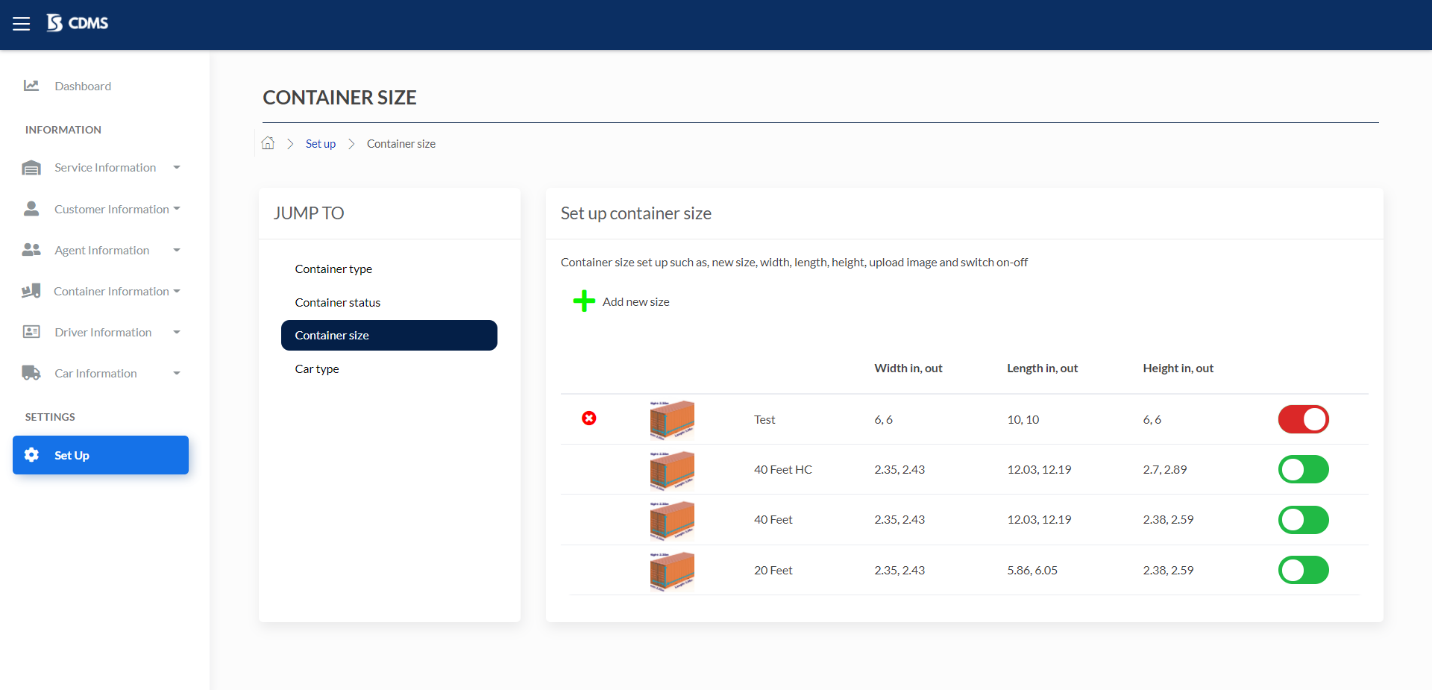 CDMS
Dashboard
INFORMATION
Service Information
Customer Information
Agent Information
Container Information
Driver Information
Car Information
SETTINGS
Set Up
CONTAINER SIZE
Set up
Container size
JUMP TO
Container type
Container status
Container size
Car type
Set up container size
Container size set up such as, new size, width, length, height, upload image and switch on-off
Add new size
Width in, out Length in, out Height in, out
Test 6, 6 10, 10 6, 6
40 Feet HC 2.35, 2.43 12.03, 12.19 2.7, 2.89
40 Feet 2.35, 2.43 12.03, 12.19 2.38, 2.59
20 Feet 2.35, 2.43 5.86, 6.05 2.38, 2.59